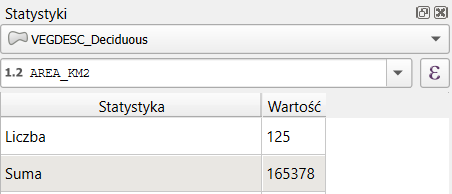 Statystyki
VEGDESC_Deciduous
1.2 AREA_KM2 ε
Statystyka Wartość
Liczba 125
Suma 165378